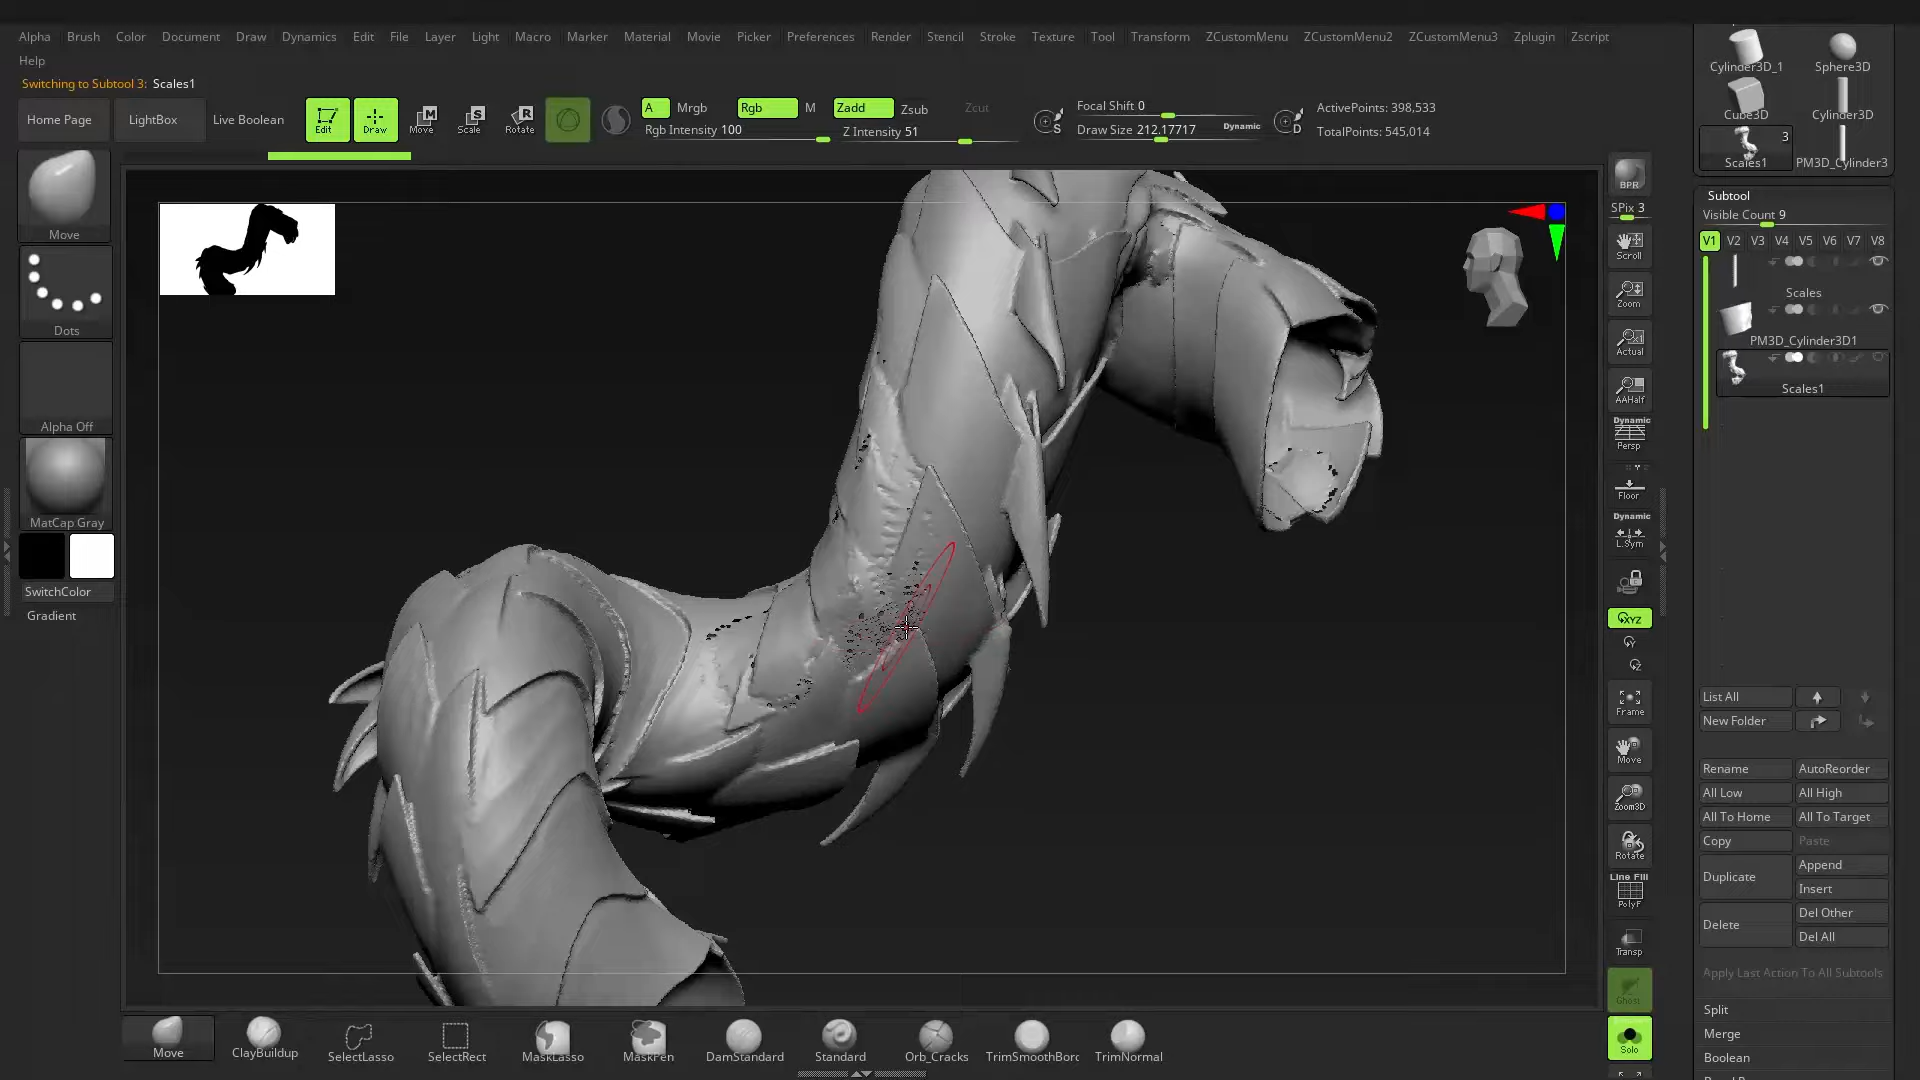 Alpha Brush Color Document Draw Dynamics Edit File Layer Light Macro Marker Material Movie Picker Preferences Render Stencil Stroke Texture Tool Transform ZCustomMenu ZCustomMenu2 ZCustomMenu3 Zplugin Zscript
Help
Switching to Subtool 3: Scales1
Home Page LightBox Live Boolean Edit Draw Move Scale Rotate
M S R
A Mrgb Rgb M Zadd Zsub Zcut
Rgb Intensity 100 Z Intensity 51
S
Focal Shift 0
Draw Size 212.17717 Dynamic
D
ActivePoints: 398,533
TotalPoints: 545,014
Move
Dots
Alpha Off
MatCap Gray
SwitchColor
Gradient
BPR
SPix 3
Scroll
Zoom
Actual
AAHalf
Dynamic
Persp
Floor
Dynamic
L.Sym
XYZ
Y
Z
Frame
Move
Zoom3D
Rotate
Line Fill
PolyF
Transp
Ghost
Solo
Cylinder3D_1 Sphere3D
Cube3D Cylinder3D
3
Scales1 PM3D_Cylinder3
Subtool
Visible Count 9
V1 V2 V3 V4 V5 V6 V7 V8
Scales
PM3D_Cylinder3D1
Scales1
List All
New Folder
Rename AutoReorder
All Low All High
All To Home All To Target
Copy Paste
Duplicate Append
Insert
Delete Del Other
Del All
Apply Last Action To All Subtools
Split
Merge
Boolean
Move ClayBuildup SelectLasso SelectRect MaskLasso MaskPen DamStandard Standard Orb_Cracks TrimSmoothBorc TrimNormal